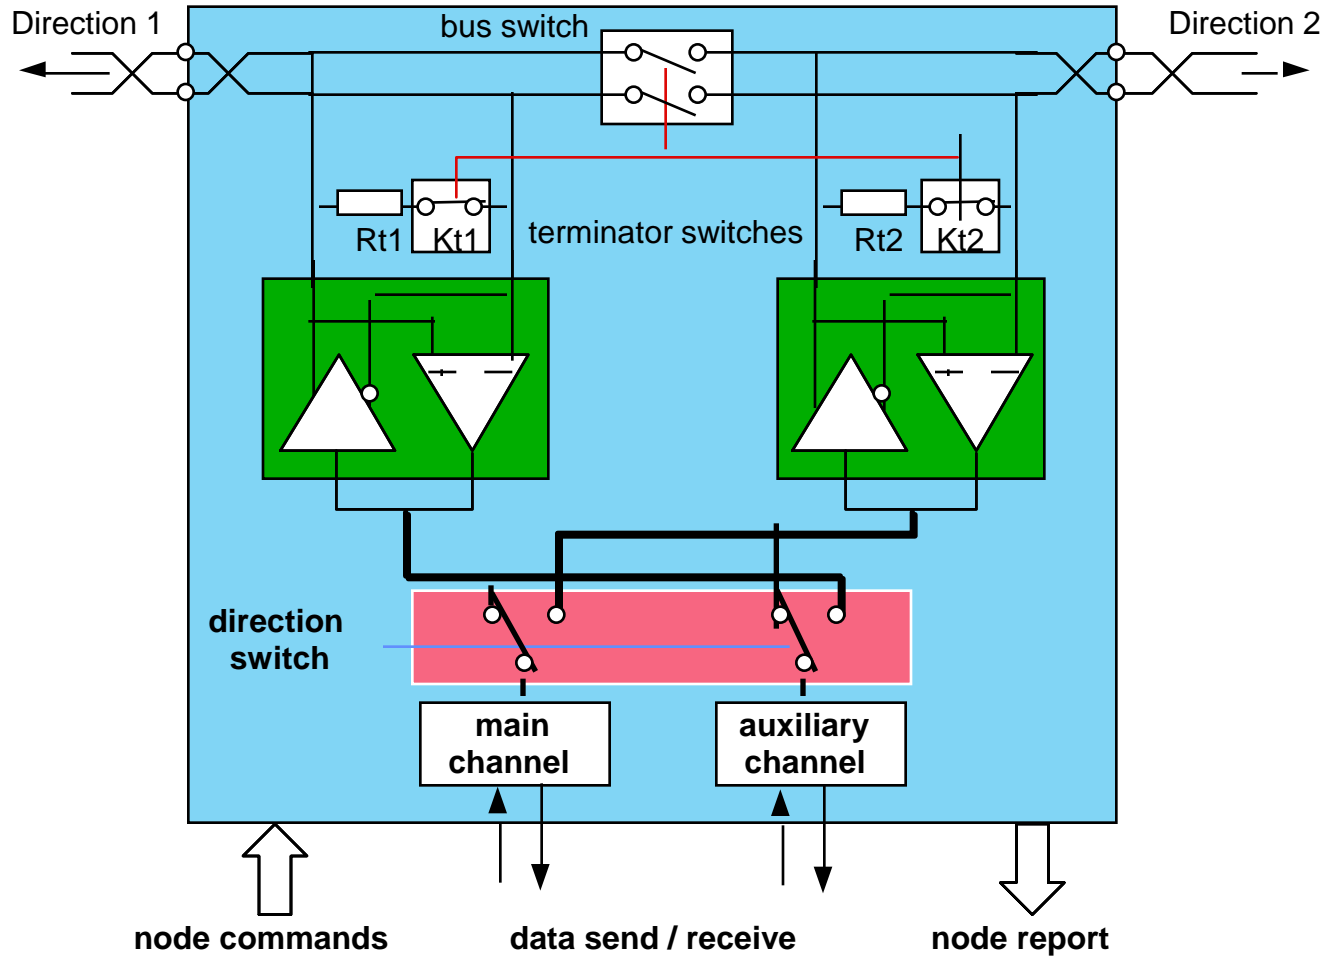 Direction 1
bus switch
Direction 2
Rt1
Kt1
terminator switches
Rt2
Kt2
direction
switch
main
channel
auxiliary
channel
node commands
data send / receive
node report